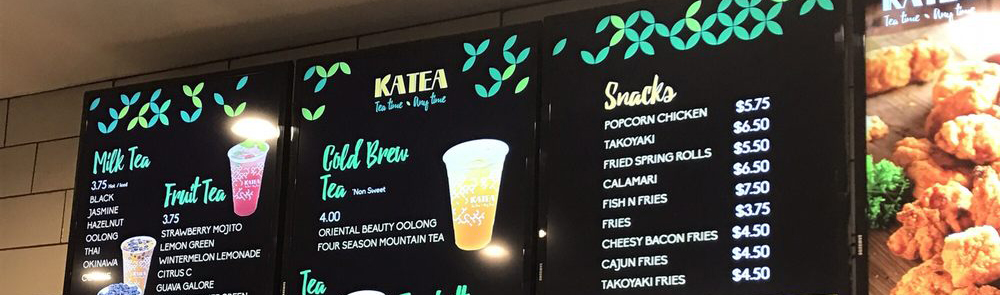 Milk Tea
3.75 Hot / Iced
BLACK
JASMINE
HAZELNUT
OOLONG
THAI
OKINAWA
Fruit Tea
3.75
STRAWBERRY MOJITO
LEMON GREEN
WINTERMELON LEMONADE
CITRUS C
GUAVA GALORE
KATEA
Tea time Any time
Cold Brew
Tea *Non Sweet
4.00
ORIENTAL BEAUTY OOLONG
FOUR SEASON MOUNTAIN TEA
Tea
KATEA
Snacks
POPCORN CHICKEN $5.75
TAKOYAKI $6.50
FRIED SPRING ROLLS $5.50
CALAMARI $6.50
FISH N FRIES $7.50
FRIES $3.75
CHEESY BACON FRIES $4.50
CAJUN FRIES $4.50
TAKOYAKI FRIES $4.50
Tea time Any time